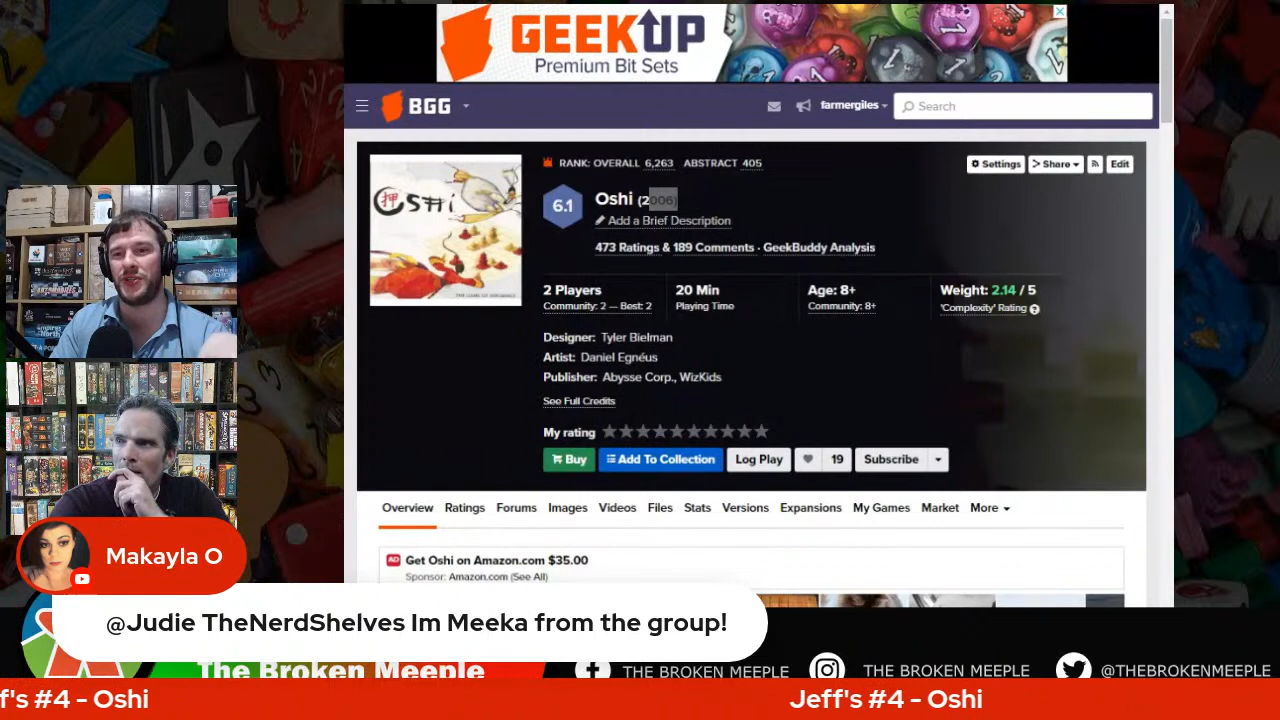 GEEKUP
Premium Bit Sets
BGG
farmergiles
Search
RANK: OVERALL 6,263 ABSTRACT 405
Settings
Share
Edit
OSHI
6.1
Oshi (2006)
Add a Brief Description
473 Ratings & 189 Comments · GeekBuddy Analysis
2 Players
Community: 2 — Best: 2
20 Min
Playing Time
Age: 8+
Community: 8+
Weight: 2.14 / 5
'Complexity' Rating
Designer: Tyler Bielman
Artist: Daniel Egnéus
Publisher: Abysse Corp., WizKids
See Full Credits
My rating
Buy
Add To Collection
Log Play
19
Subscribe
Overview Ratings Forums Images Videos Files Stats Versions Expansions My Games Market More
AD Get Oshi on Amazon.com $35.00
Sponsor: Amazon.com (See All)
Makayla O
@Judie TheNerdShelves Im Meeka from the group!
The Broken Meeple
THE BROKEN MEEPLE
THE BROKEN MEEPLE
@THEBROKENMEEPLE
f's #4 - Oshi
Jeff's #4 - Oshi